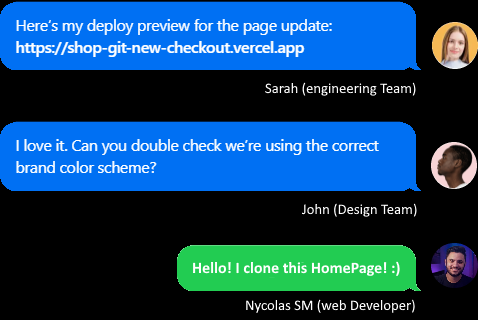 Here's my deploy preview for the page update:
https://shop-git-new-checkout.vercel.app
Sarah (engineering Team)
I love it. Can you double check we're using the correct
brand color scheme?
John (Design Team)
Hello! I clone this HomePage! :)
Nycolas SM (web Developer)